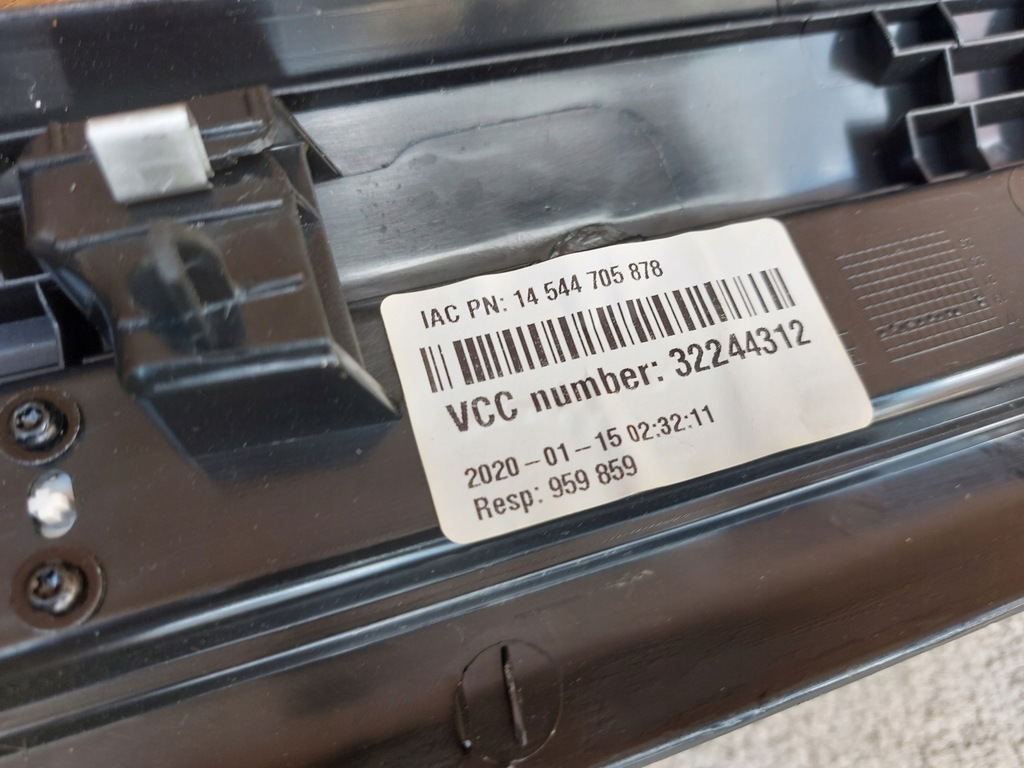 IAC PN: 14 544 705 878
VCC number: 32244312
2020-01-15 02:32:11
Resp: 959 859